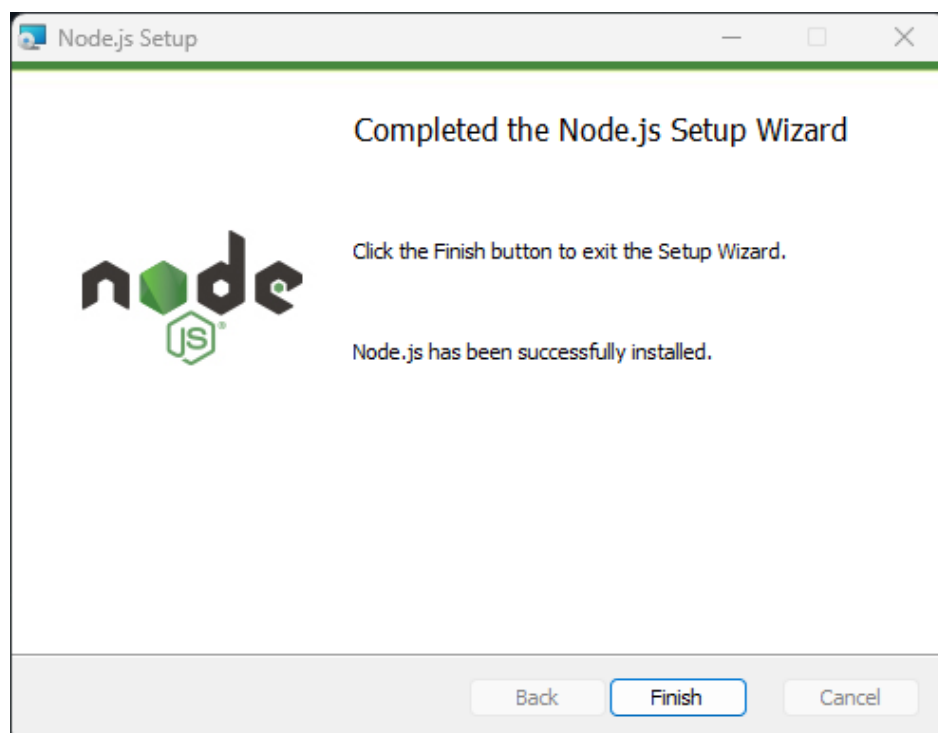 Node.js Setup
Completed the Node.js Setup Wizard
Click the Finish button to exit the Setup Wizard.
node
JS®
Node.js has been successfully installed.
Back
Finish
Cancel